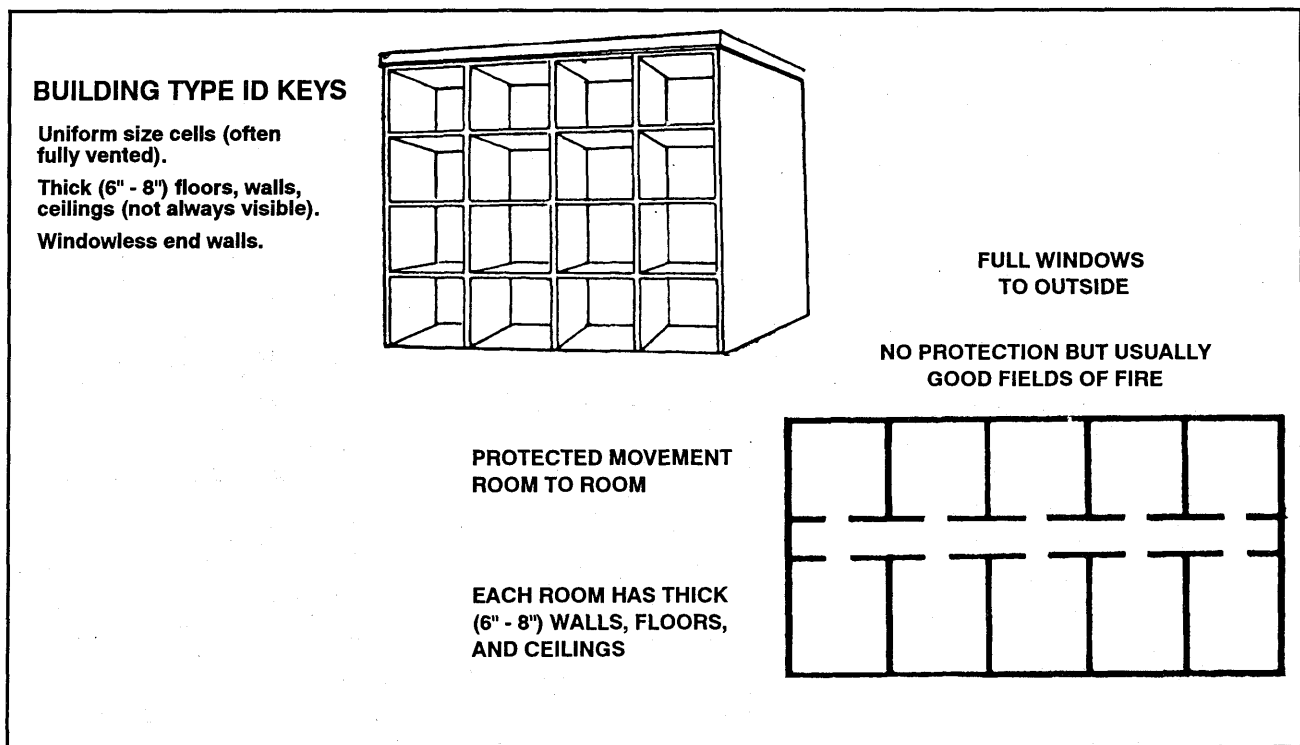 BUILDING TYPE ID KEYS
Uniform size cells (often
fully vented).
Thick (6" - 8") floors, walls,
ceilings (not always visible).
Windowless end walls.
FULL WINDOWS
TO OUTSIDE
NO PROTECTION BUT USUALLY
GOOD FIELDS OF FIRE
PROTECTED MOVEMENT
ROOM TO ROOM
EACH ROOM HAS THICK
(6" - 8") WALLS, FLOORS,
AND CEILINGS